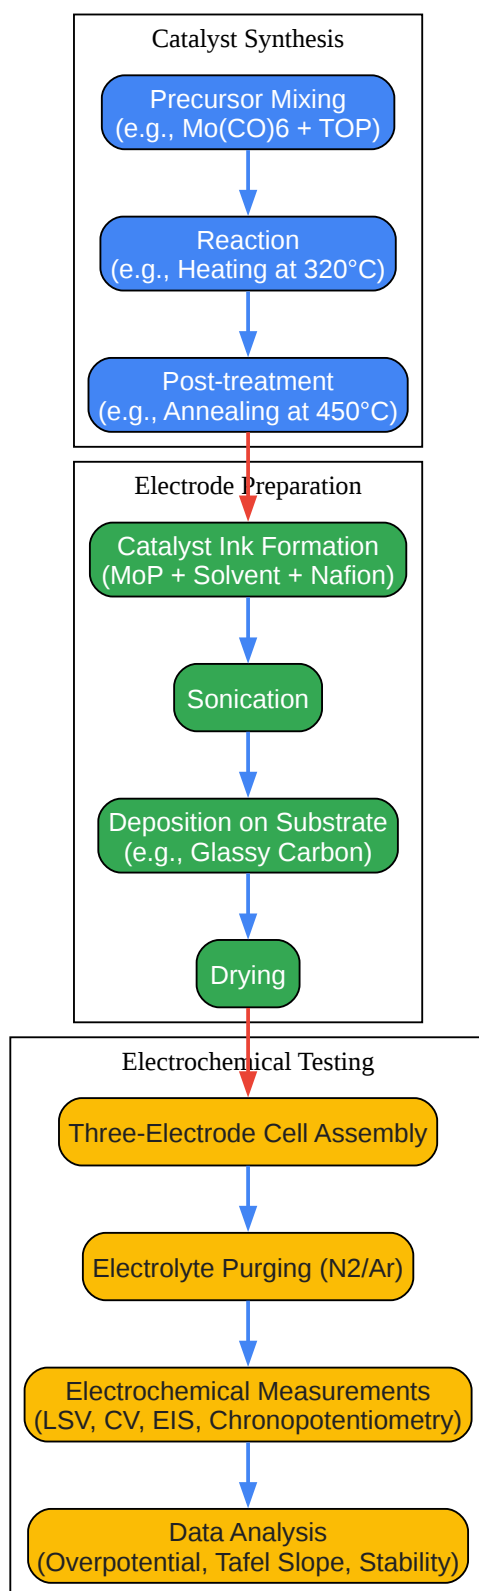 Catalyst Synthesis
Precursor Mixing
(e.g., Mo(CO)6 + TOP)
Reaction
(e.g., Heating at 320°C)
Post-treatment
(e.g., Annealing at 450°C)
Electrode Preparation
Catalyst Ink Formation
(MoP + Solvent + Nafion)
Sonication
Deposition on Substrate
(e.g., Glassy Carbon)
Drying
Electrochemical Testing
Three-Electrode Cell Assembly
Electrolyte Purging (N2/Ar)
Electrochemical Measurements
(LSV, CV, EIS, Chronopotentiometry)
Data Analysis
(Overpotential, Tafel Slope, Stability)